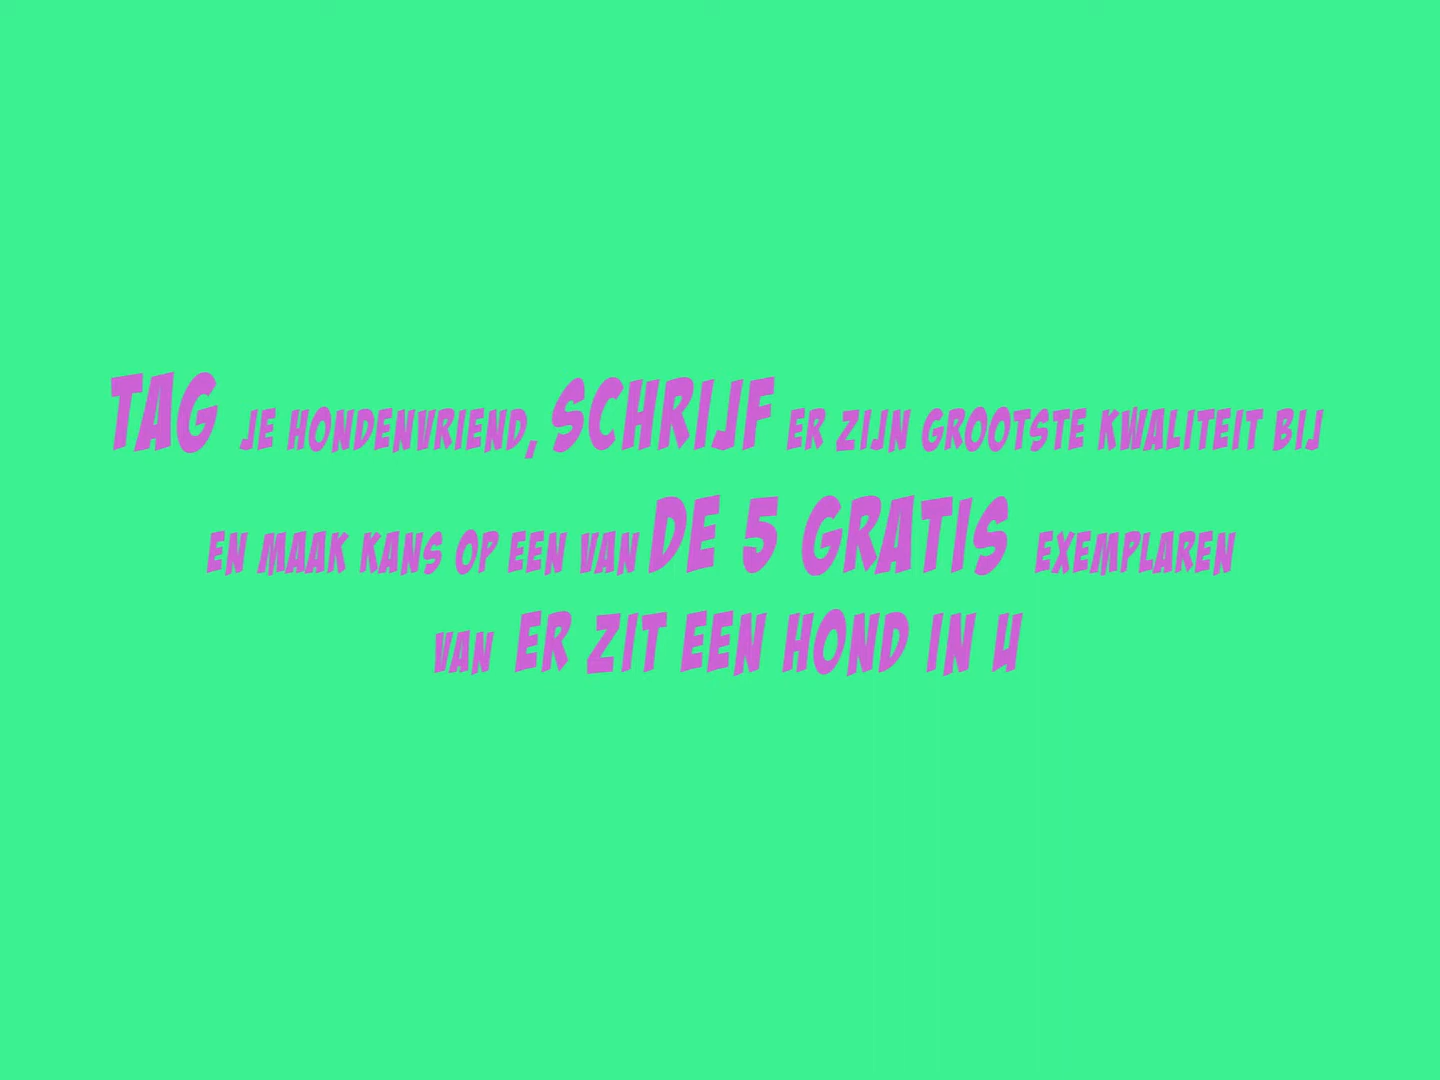 TAG JE HONDENVRIEND, SCHRIJF ER ZIJN GROOTSTE KWALITEIT BIJ
EN MAAK KANS OP EEN VAN DE 5 GRATIS EXEMPLAREN
VAN ER ZIT EEN HOND IN U